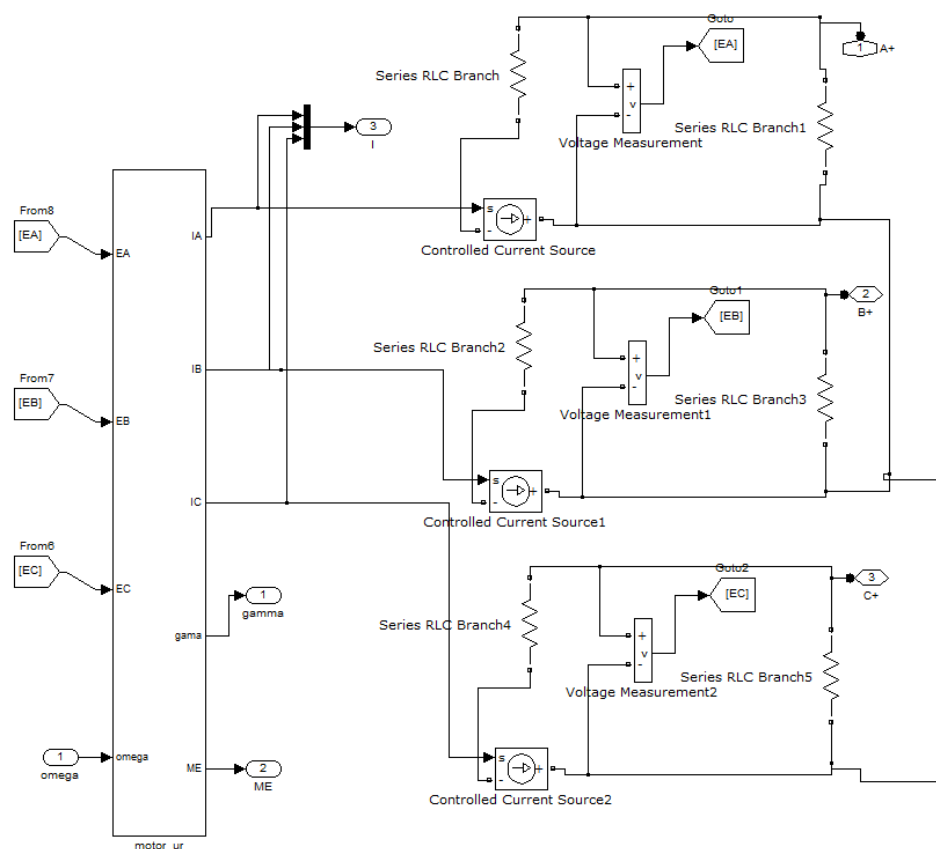 Goto
[EA]
1
A+
Series RLC Branch
+
v
-
Series RLC Branch1
Voltage Measurement
3
I
From8
[EA]
EA
IA
s
-
+
Controlled Current Source
Goto1
[EB]
2
B+
Series RLC Branch2
+
v
-
Series RLC Branch3
Voltage Measurement1
From7
[EB]
EB
IB
s
-
+
Controlled Current Source1
IC
From6
[EC]
EC
Goto2
[EC]
3
C+
Series RLC Branch4
+
v
-
Series RLC Branch5
Voltage Measurement2
1
gamma
gama
1
omega
omega
ME
2
ME
s
-
+
Controlled Current Source2
motor_ur